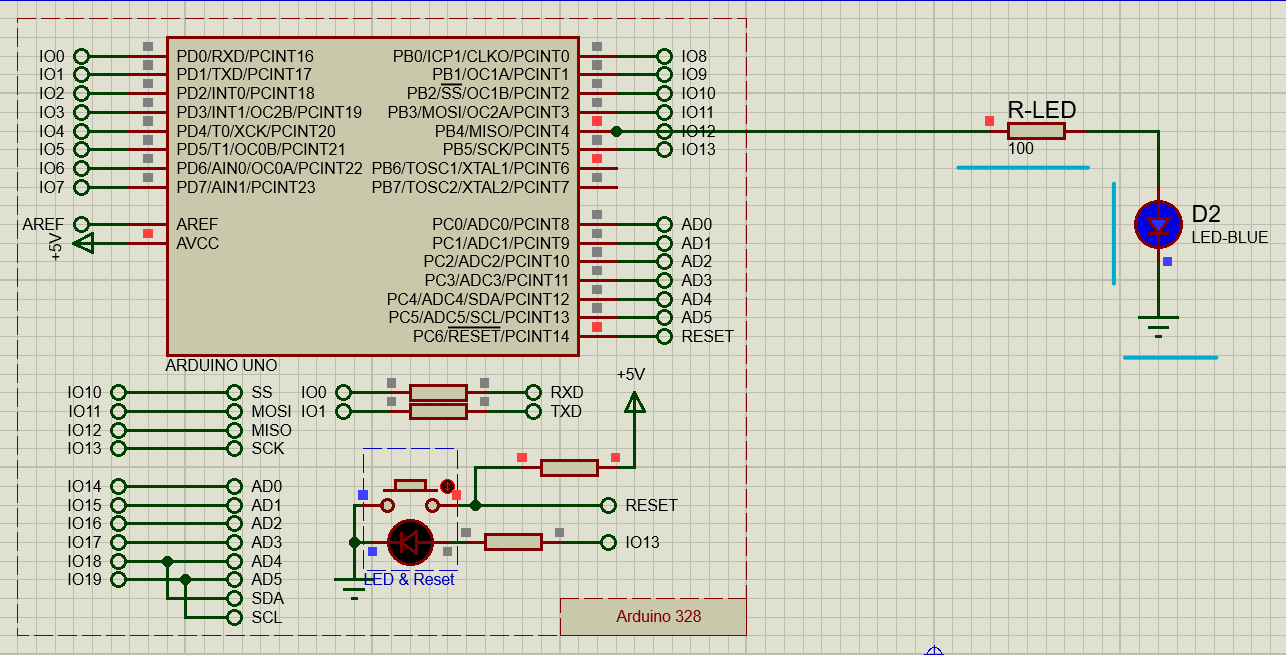 IO0 PD0/RXD/PCINT16 PB0/ICP1/CLKO/PCINT0 IO8
IO1 PD1/TXD/PCINT17 PB1/OC1A/PCINT1 IO9
IO2 PD2/INT0/PCINT18 PB2/SS/OC1B/PCINT2 IO10
IO3 PD3/INT1/OC2B/PCINT19 PB3/MOSI/OC2A/PCINT3 IO11
IO4 PD4/T0/XCK/PCINT20 PB4/MISO/PCINT4 IO12
IO5 PD5/T1/OC0B/PCINT21 PB5/SCK/PCINT5 IO13
IO6 PD6/AIN0/OC0A/PCINT22 PB6/TOSC1/XTAL1/PCINT6
IO7 PD7/AIN1/PCINT23 PB7/TOSC2/XTAL2/PCINT7
AREF AREF PC0/ADC0/PCINT8 AD0
+5V AVCC PC1/ADC1/PCINT9 AD1
PC2/ADC2/PCINT10 AD2
PC3/ADC3/PCINT11 AD3
PC4/ADC4/SDA/PCINT12 AD4
PC5/ADC5/SCL/PCINT13 AD5
PC6/RESET/PCINT14 RESET
ARDUINO UNO
R-LED
100
D2
LED-BLUE
IO10 SS
IO11 MOSI
IO12 MISO
IO13 SCK
IO0 RXD
IO1 TXD
+5V
IO14 AD0
IO15 AD1
IO16 AD2
IO17 AD3
IO18 AD4
IO19 AD5
SDA
SCL
RESET
IO13
LED & Reset
Arduino 328